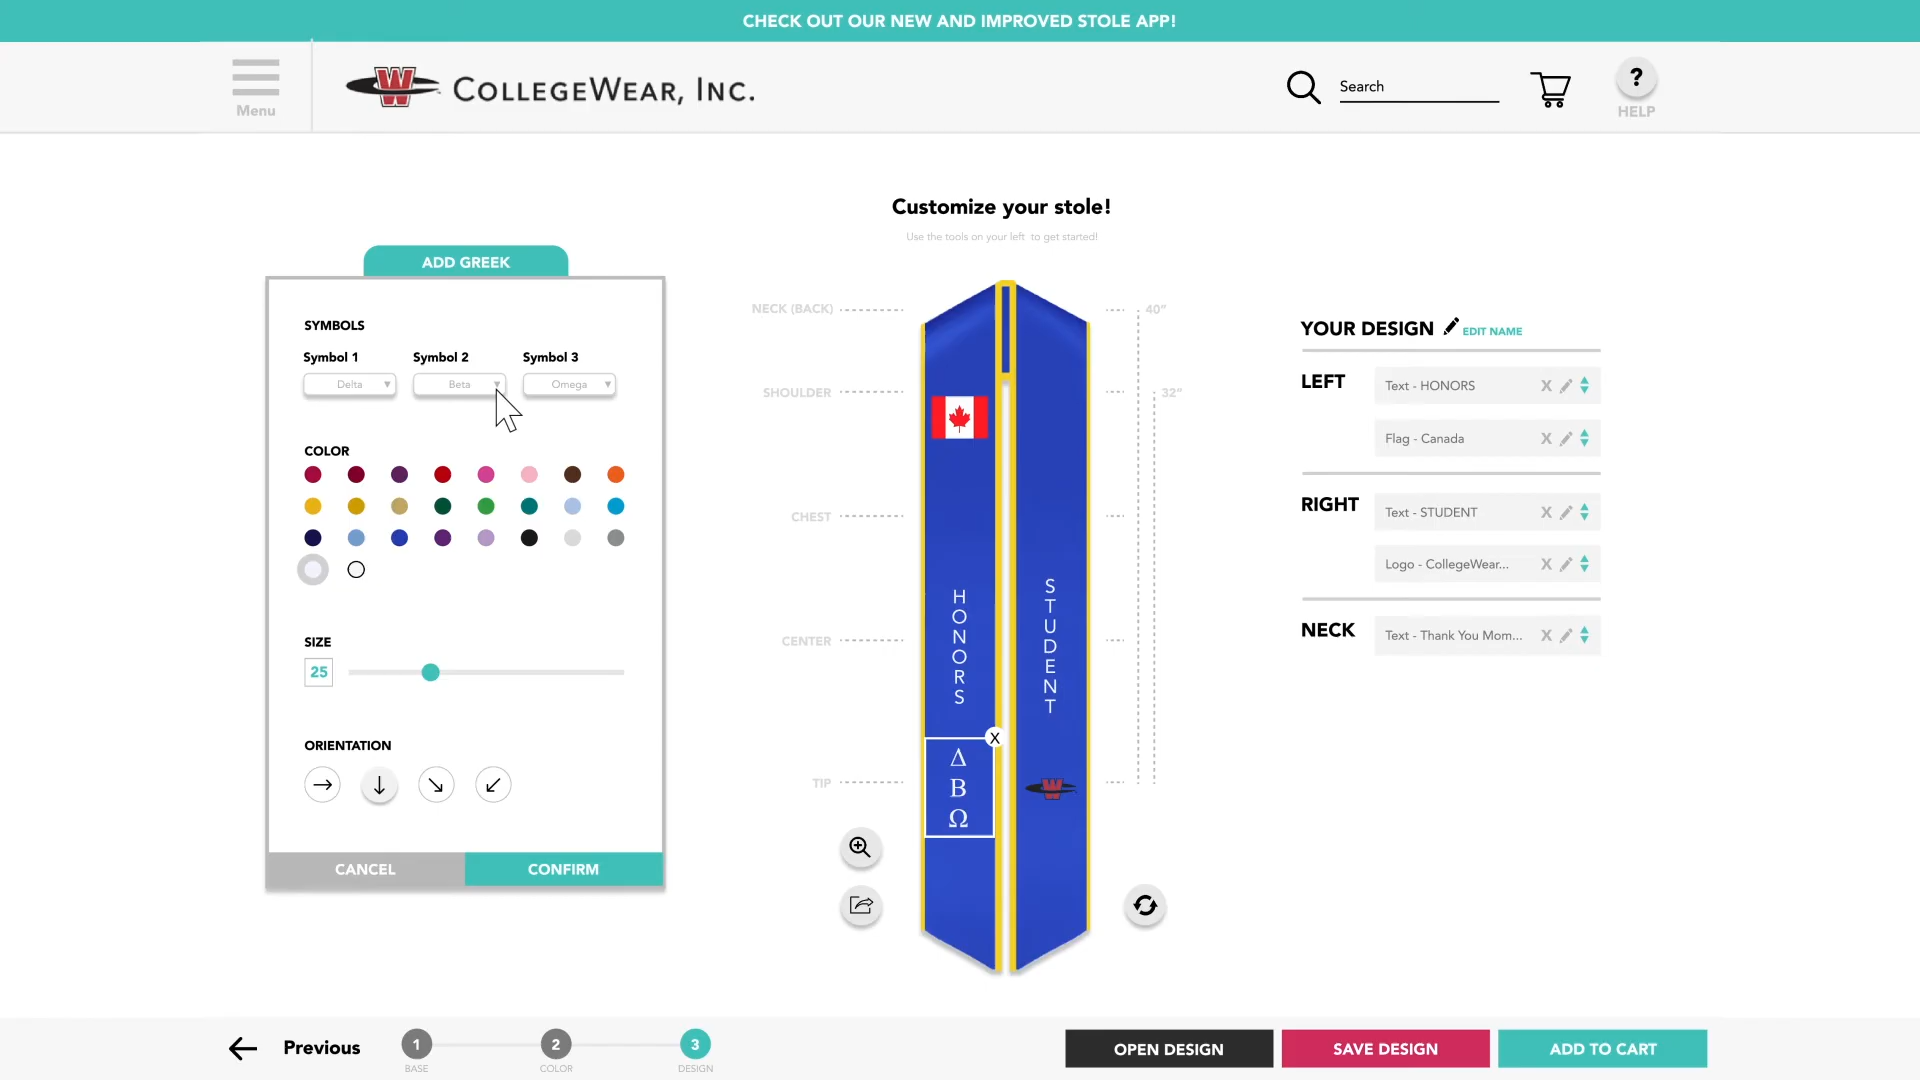 CHECK OUT OUR NEW AND IMPROVED STOLE APP!
Menu
W COLLEGEWEAR, INC.
Search
?
HELP
Customize your stole!
Use the tools on your left to get started!
ADD GREEK
SYMBOLS
Symbol 1 Symbol 2 Symbol 3
Delta Beta Omega
COLOR
SIZE
25
ORIENTATION
CANCEL CONFIRM
NECK (BACK)
SHOULDER
CHEST
CENTER
TIP
40"
32"
HONORS
STUDENT
X
Δ
Β
Ω
W
YOUR DESIGN EDIT NAME
LEFT Text - HONORS X
Flag - Canada X
RIGHT Text - STUDENT X
Logo - CollegeWear... X
NECK Text - Thank You Mom... X
Previous
1 2 3
BASE COLOR DESIGN
OPEN DESIGN SAVE DESIGN ADD TO CART